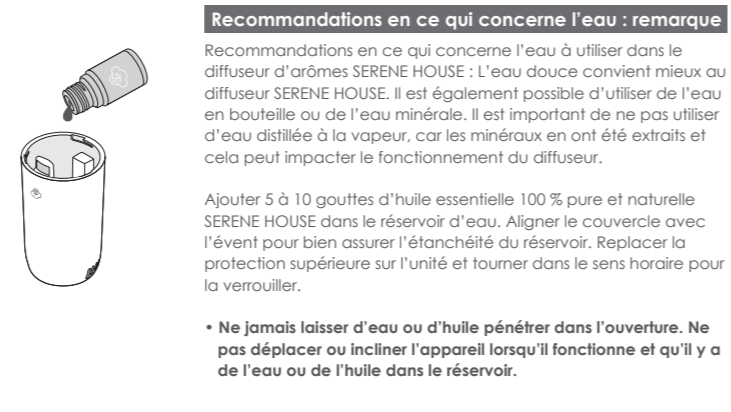 Recommandations en ce qui concerne l'eau : remarque
Recommandations en ce qui concerne l'eau à utiliser dans le
diffuseur d'arômes SERENE HOUSE : L'eau douce convient mieux au
diffuseur SERENE HOUSE. Il est également possible d'utiliser de l'eau
en bouteille ou de l'eau minérale. Il est important de ne pas utiliser
d'eau distillée à la vapeur, car les minéraux en ont été extraits et
cela peut impacter le fonctionnement du diffuseur.
Ajouter 5 à 10 gouttes d'huile essentielle 100 % pure et naturelle
SERENE HOUSE dans le réservoir d'eau. Aligner le couvercle avec
l'évent pour bien assurer l'étanchéité du réservoir. Replacer la
protection supérieure sur l'unité et tourner dans le sens horaire pour
la verrouiller.
• Ne jamais laisser d'eau ou d'huile pénétrer dans l'ouverture. Ne
pas déplacer ou incliner l'appareil lorsqu'il fonctionne et qu'il y a
de l'eau ou de l'huile dans le réservoir.